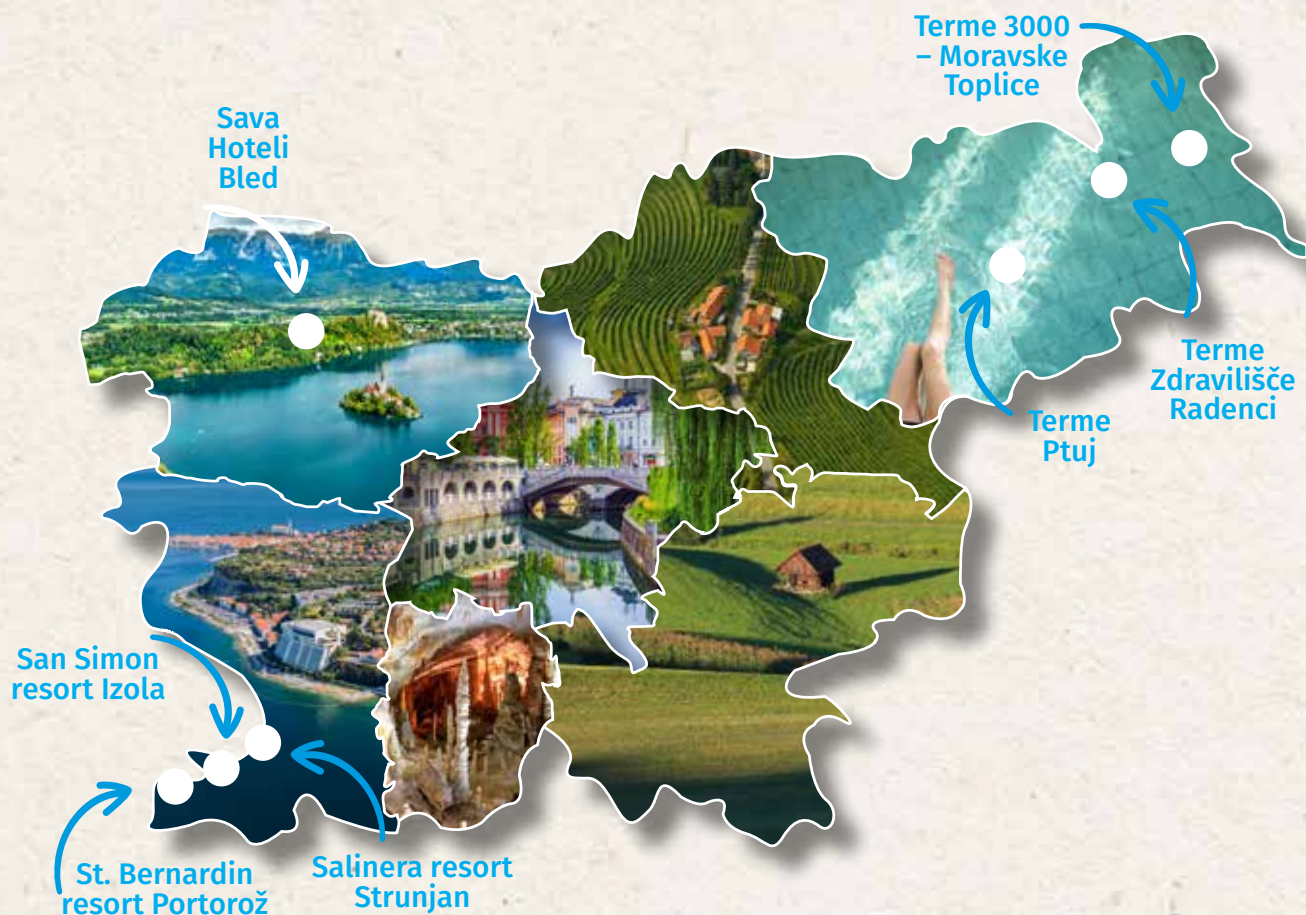 Terme 3000
– Moravske
Toplice
Sava
Hoteli
Bled
Terme
Zdravilišče
Radenci
Terme
Ptuj
San Simon
resort Izola
St. Bernardin
resort Portorož
Salinera resort
Strunjan